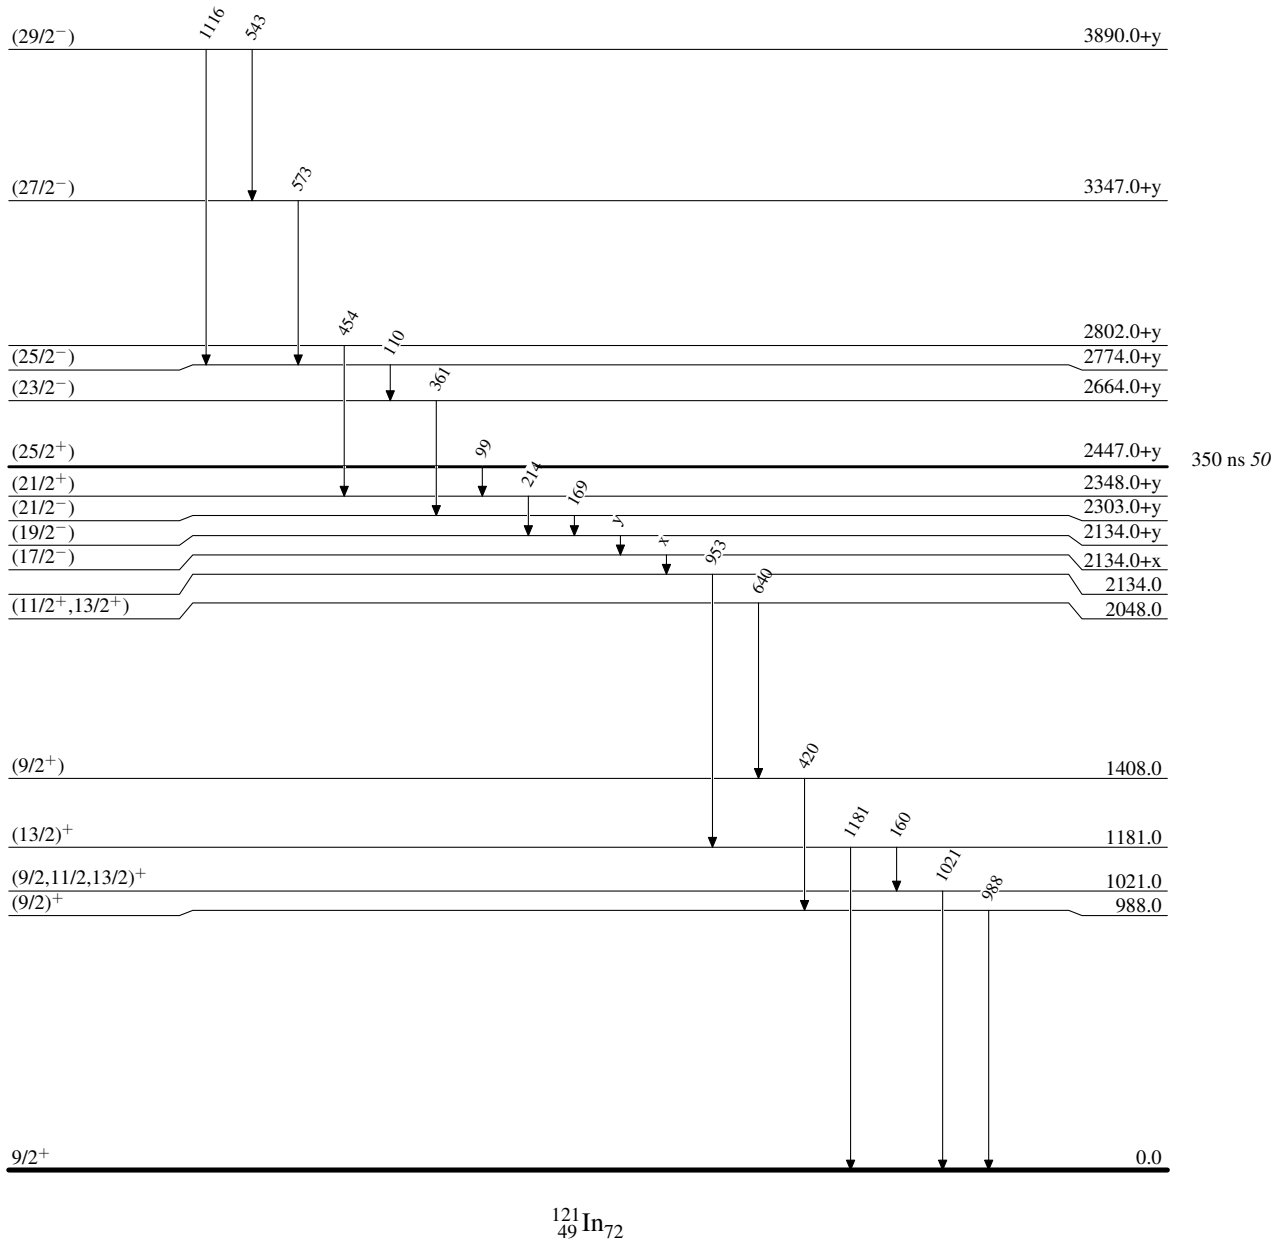 1116
543
(29/2⁻) 3890.0+y
573
(27/2⁻) 3347.0+y
454
2802.0+y
110
(25/2⁻) 2774.0+y
361
(23/2⁻) 2664.0+y
99
(25/2⁺) 2447.0+y 350 ns 50
214
(21/2⁺) 2348.0+y
169
(21/2⁻) 2303.0+y
y
(19/2⁻) 2134.0+y
x
(17/2⁻) 2134.0+x
953
2134.0
640
(11/2⁺,13/2⁺) 2048.0
420
(9/2⁺) 1408.0
1181
160
(13/2)⁺ 1181.0
1021
(9/2,11/2,13/2)⁺ 1021.0
988
(9/2)⁺ 988.0
9/2⁺ 0.0
¹²¹₄₉In₇₂